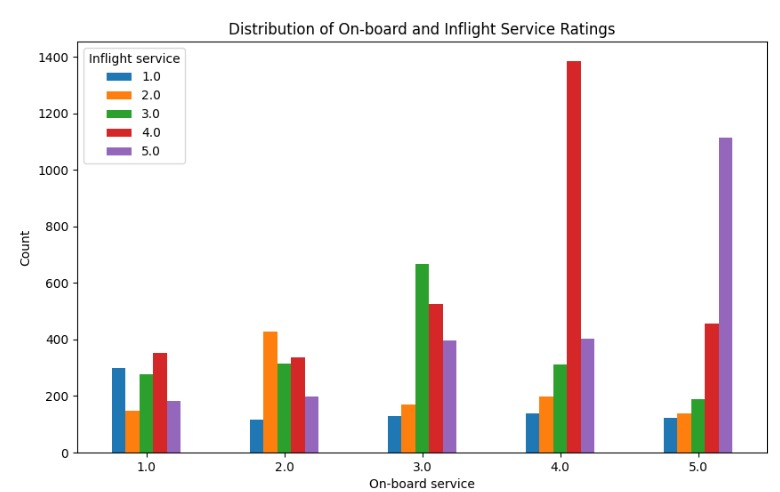 Distribution of On-board and Inflight Service Ratings
Inflight service
1.0
2.0
3.0
4.0
5.0
1400
1200
1000
800
600
400
200
0
Count
1.0 2.0 3.0 4.0 5.0
On-board service